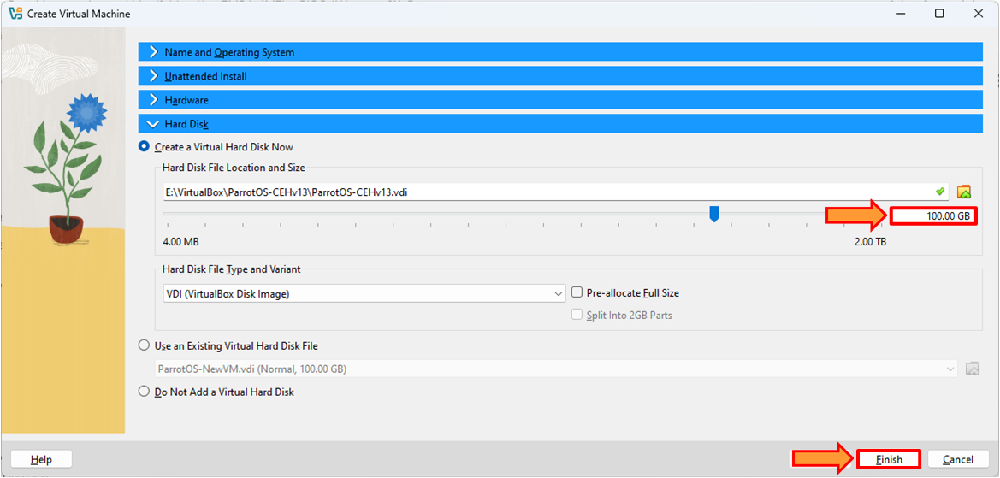 Create Virtual Machine
Name and Operating System
Unattended Install
Hardware
Hard Disk
Create a Virtual Hard Disk Now
Hard Disk File Location and Size
E:\VirtualBox\ParrotOS-CEHv13\ParrotOS-CEHv13.vdi
100.00 GB
4.00 MB 2.00 TB
Hard Disk File Type and Variant
VDI (VirtualBox Disk Image) Pre-allocate Full Size
Split Into 2GB Parts
Use an Existing Virtual Hard Disk File
ParrotOS-NewVM.vdi (Normal, 100.00 GB)
Do Not Add a Virtual Hard Disk
Help Finish Cancel